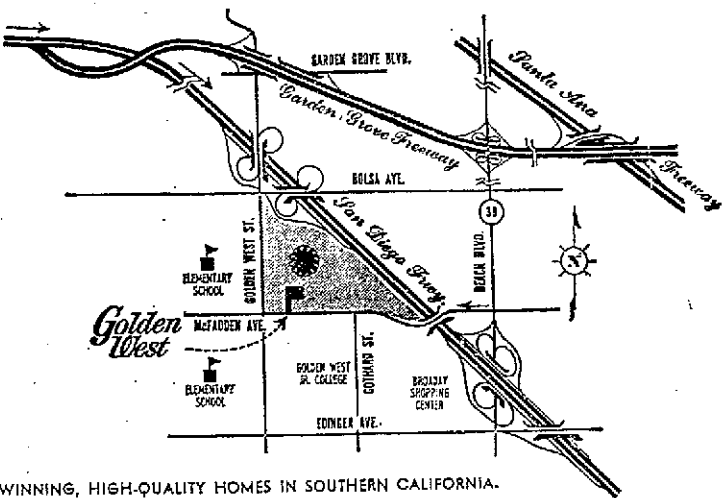 GARDEN GROVE BLVD.
Santa Ana
Freeway
Garden Grove Freeway
BOLSA AVE.
San Diego Frwy.
39
BEACH BLVD.
N
GOLDEN WEST ST.
ELEMENTARY
SCHOOL
Golden
West
McFADDEN AVE.
ELEMENTARY
SCHOOL
GOLDEN WEST
JR. COLLEGE
GOTHARD ST.
BROADAY
SHOPPING
CENTER
EDINGER AVE.
WINNING, HIGH-QUALITY HOMES IN SOUTHERN CALIFORNIA.